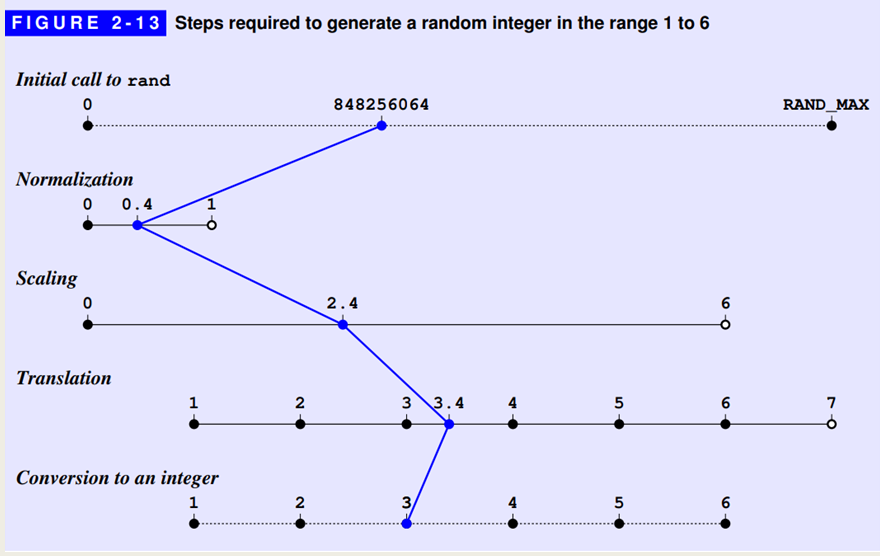 FIGURE 2-13 Steps required to generate a random integer in the range 1 to 6
Initial call to rand
0 848256064 RAND_MAX
Normalization
0 0.4 1
Scaling
0 2.4 6
Translation
1 2 3 3.4 4 5 6 7
Conversion to an integer
1 2 3 4 5 6